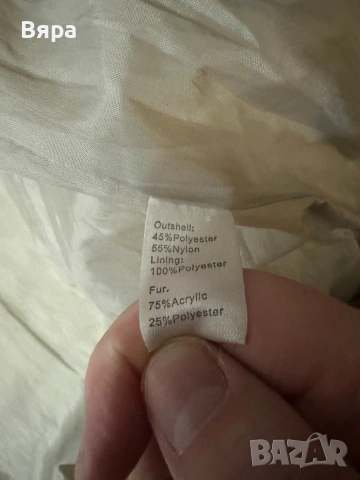 Вяра
Outshell:
45%Polyester
55%Nylon
Lining:
100%Polyester
Fur.
75%Acrylic
25%Polyester
BAZAR